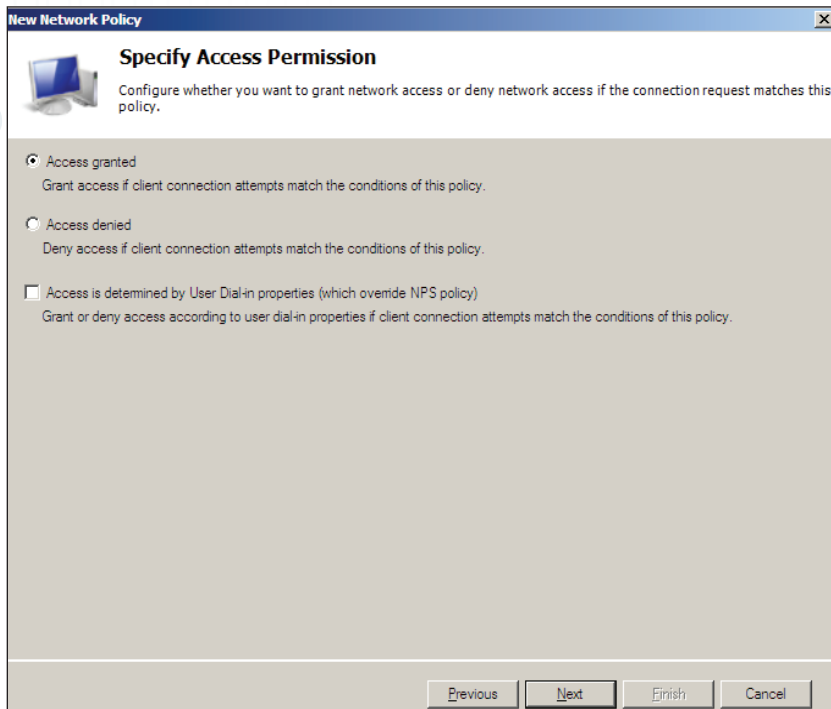 New Network Policy
Specify Access Permission
Configure whether you want to grant network access or deny network access if the connection request matches this
policy.
Access granted
Grant access if client connection attempts match the conditions of this policy.
Access denied
Deny access if client connection attempts match the conditions of this policy.
Access is determined by User Dial-in properties (which override NPS policy)
Grant or deny access according to user dial-in properties if client connection attempts match the conditions of this policy.
Previous Next Finish Cancel